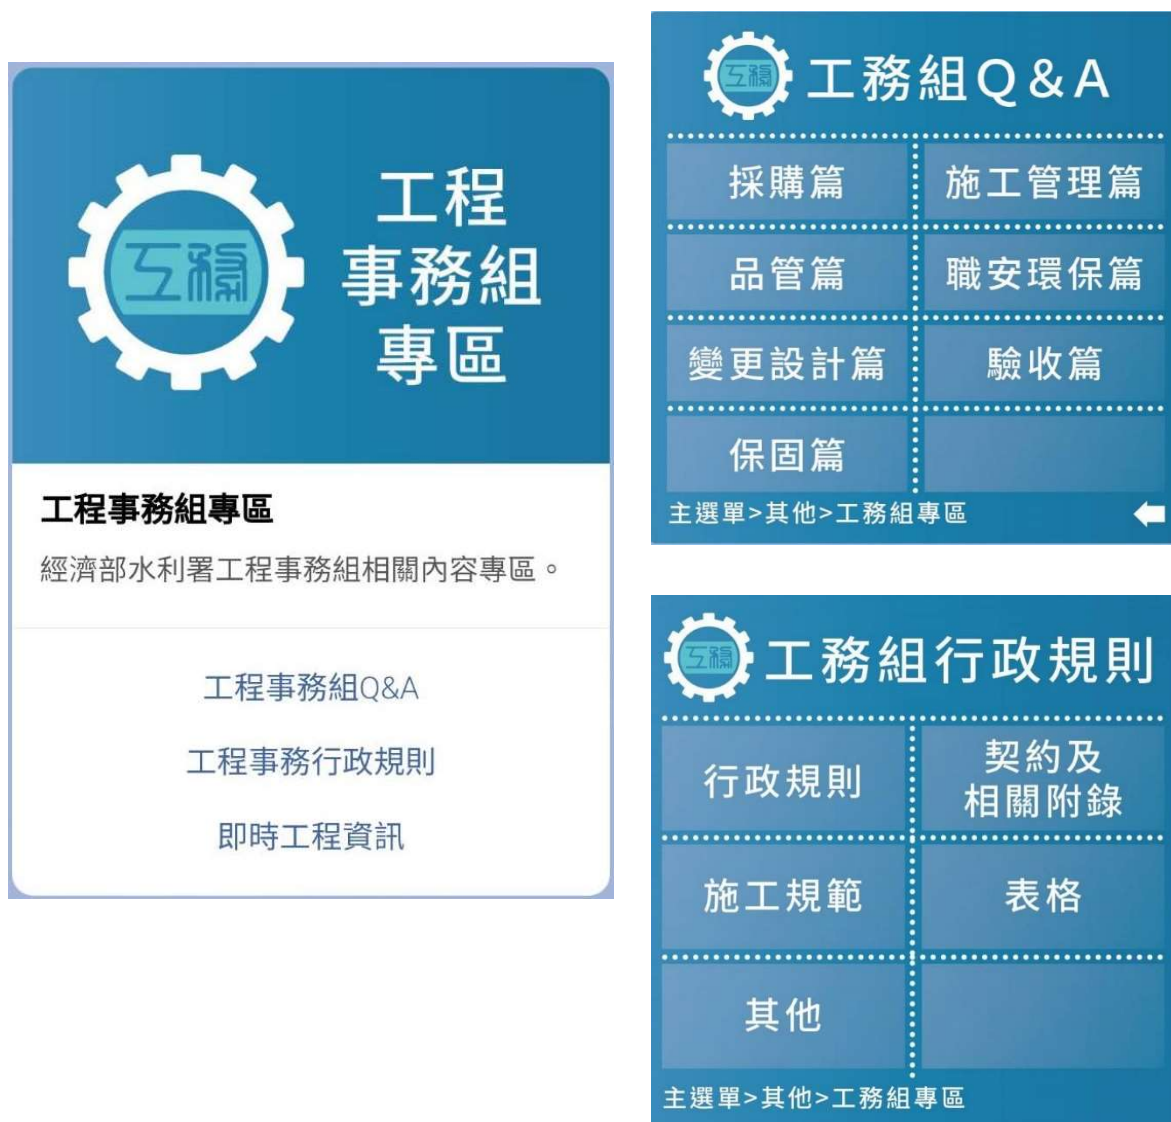 工務
工程
事務組
專區
工程事務組專區
經濟部水利署工程事務組相關內容專區。
工程事務組Q&A
工程事務行政規則
即時工程資訊
工務
工務組Q&A
採購篇
施工管理篇
品管篇
職安環保篇
變更設計篇
驗收篇
保固篇
主選單>其他>工務組專區
工務
工務組行政規則
行政規則
契約及
相關附錄
施工規範
表格
其他
主選單>其他>工務組專區